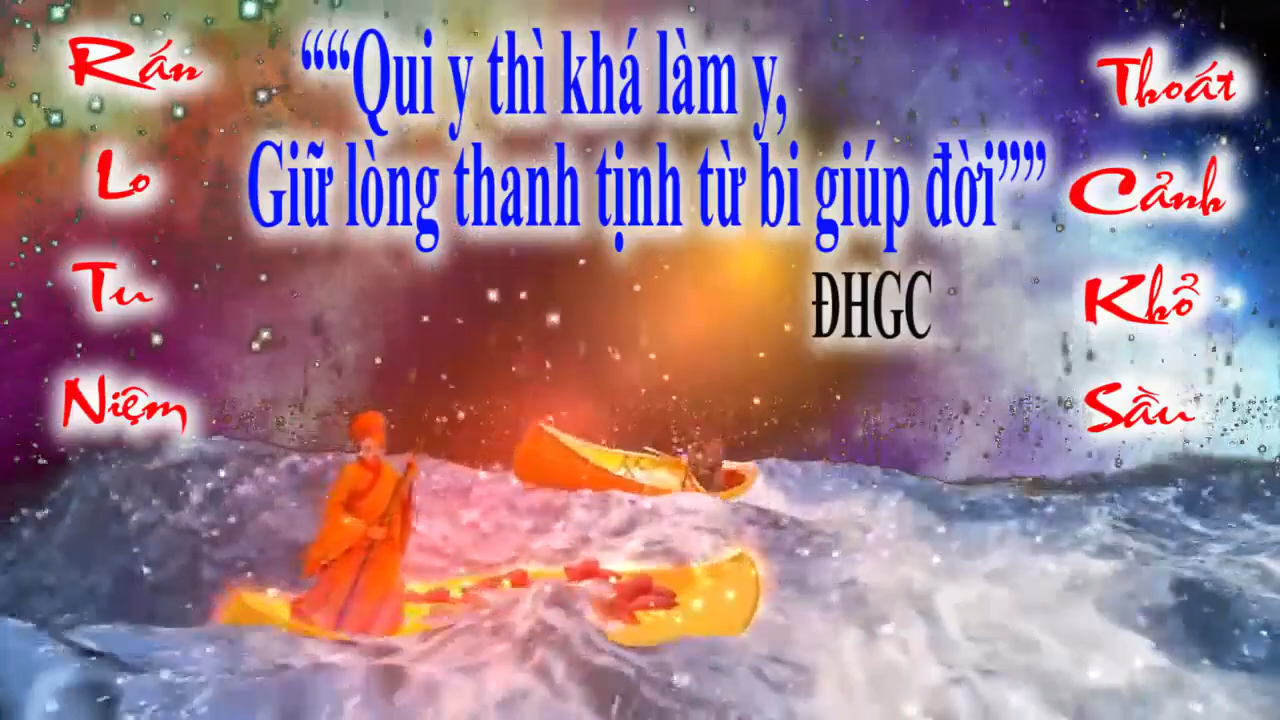 Rán
Lo
Tu
Niệm
““Qui y thì khá làm y,
Giữ lòng thanh tịnh từ bi giúp đời””
ĐHGC
Thoát
Cảnh
Khổ
Sầu